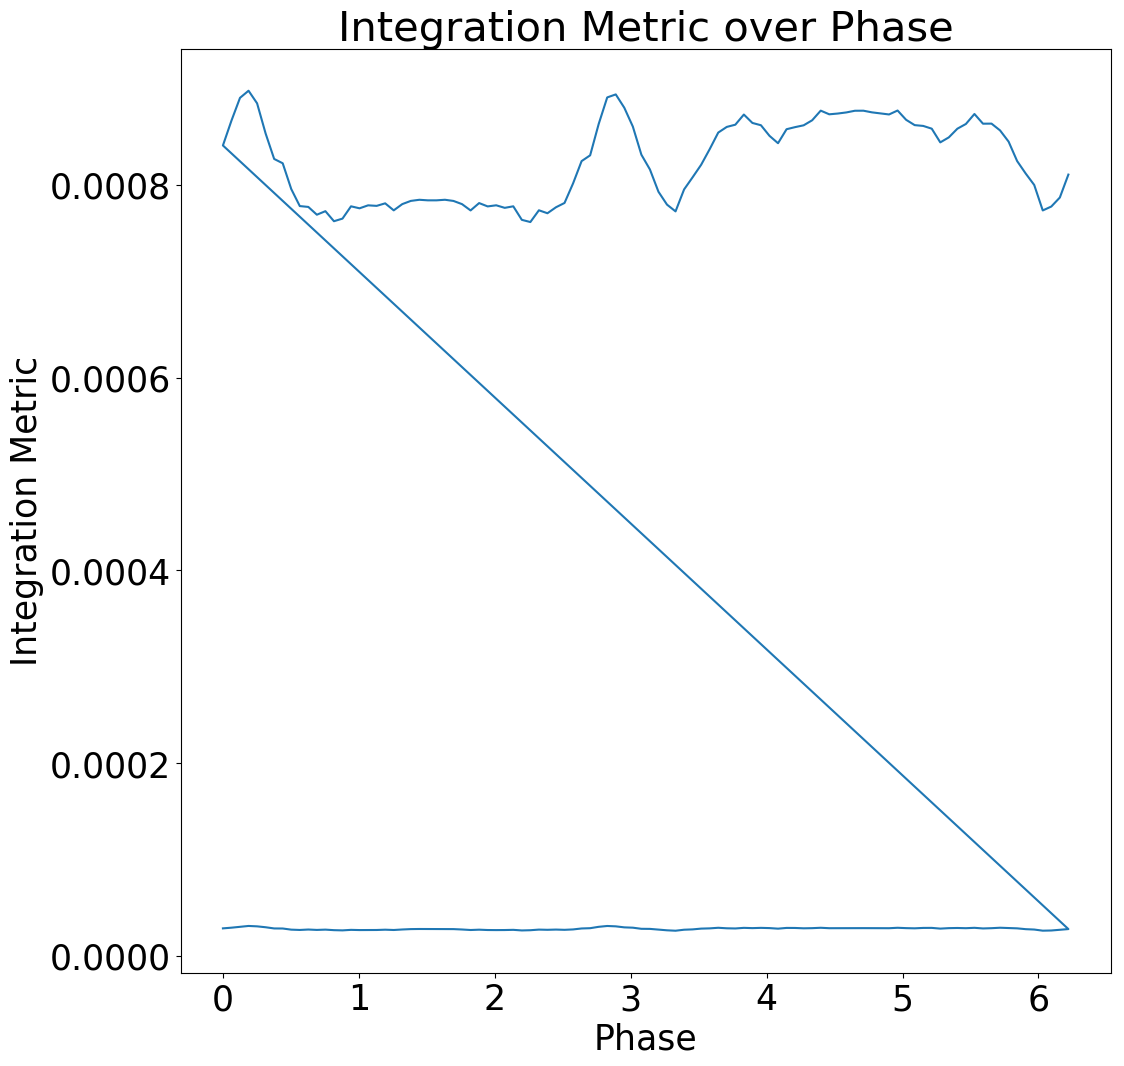 Integration Metric over Phase
Integration Metric
0.0008
0.0006
0.0004
0.0002
0.0000
0 1 2 3 4 5 6
Phase